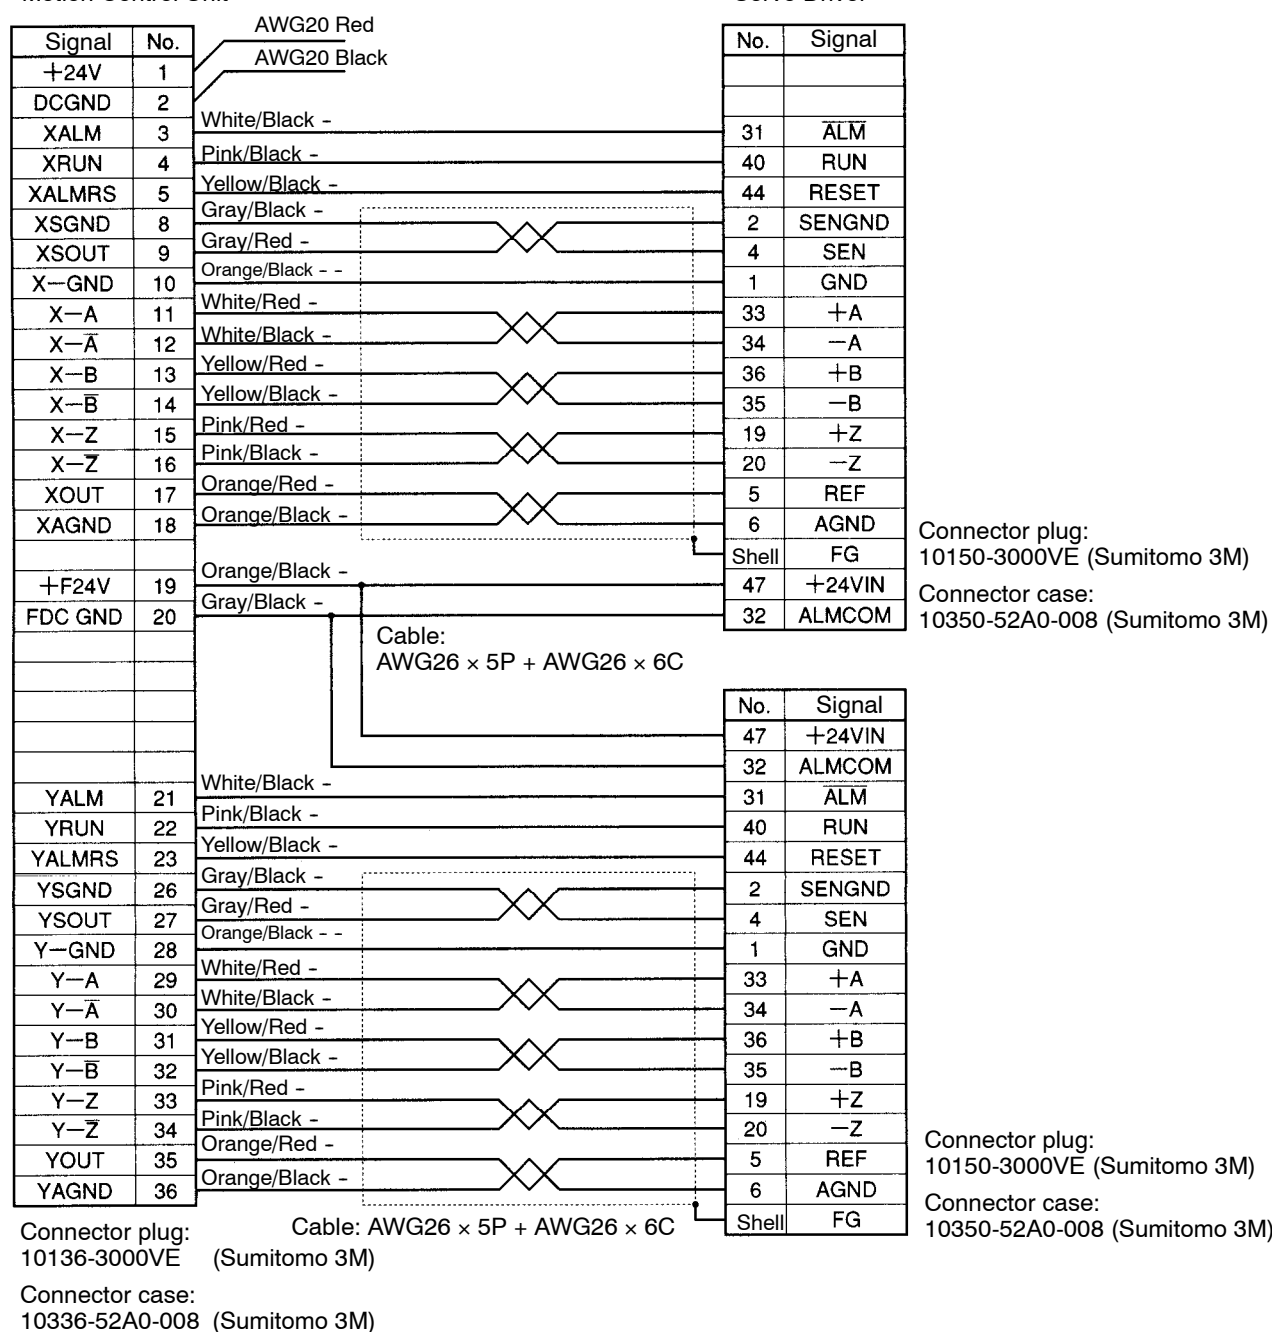 AWG20 Red
AWG20 Black
Signal No.
+24V 1
DCGND 2
XALM 3
XRUN 4
XALMRS 5
XSGND 8
XSOUT 9
X—GND 10
X—A 11
X—A̅ 12
X—B 13
X—B̅ 14
X—Z 15
X—Z̅ 16
XOUT 17
XAGND 18
+F24V 19
FDC GND 20
YALM 21
YRUN 22
YALMRS 23
YSGND 26
YSOUT 27
Y—GND 28
Y—A 29
Y—A̅ 30
Y—B 31
Y—B̅ 32
Y—Z 33
Y—Z̅ 34
YOUT 35
YAGND 36
Connector plug:
10136-3000VE (Sumitomo 3M)
Connector case:
10336-52A0-008 (Sumitomo 3M)
White/Black -
Pink/Black -
Yellow/Black -
Gray/Black -
Gray/Red -
Orange/Black - -
White/Red -
White/Black -
Yellow/Red -
Yellow/Black -
Pink/Red -
Pink/Black -
Orange/Red -
Orange/Black -
Orange/Black -
Gray/Black -
Cable:
AWG26 × 5P + AWG26 × 6C
White/Black -
Pink/Black -
Yellow/Black -
Gray/Black -
Gray/Red -
Orange/Black - -
White/Red -
White/Black -
Yellow/Red -
Yellow/Black -
Pink/Red -
Pink/Black -
Orange/Red -
Orange/Black -
Cable: AWG26 × 5P + AWG26 × 6C
No. Signal
31 A̅L̅M̅
40 RUN
44 RESET
2 SENGND
4 SEN
1 GND
33 +A
34 —A
36 +B
35 —B
19 +Z
20 —Z
5 REF
6 AGND
Shell FG
47 +24VIN
32 ALMCOM
Connector plug:
10150-3000VE (Sumitomo 3M)
Connector case:
10350-52A0-008 (Sumitomo 3M)
No. Signal
47 +24VIN
32 ALMCOM
31 A̅L̅M̅
40 RUN
44 RESET
2 SENGND
4 SEN
1 GND
33 +A
34 —A
36 +B
35 —B
19 +Z
20 —Z
5 REF
6 AGND
Shell FG
Connector plug:
10150-3000VE (Sumitomo 3M)
Connector case:
10350-52A0-008 (Sumitomo 3M)